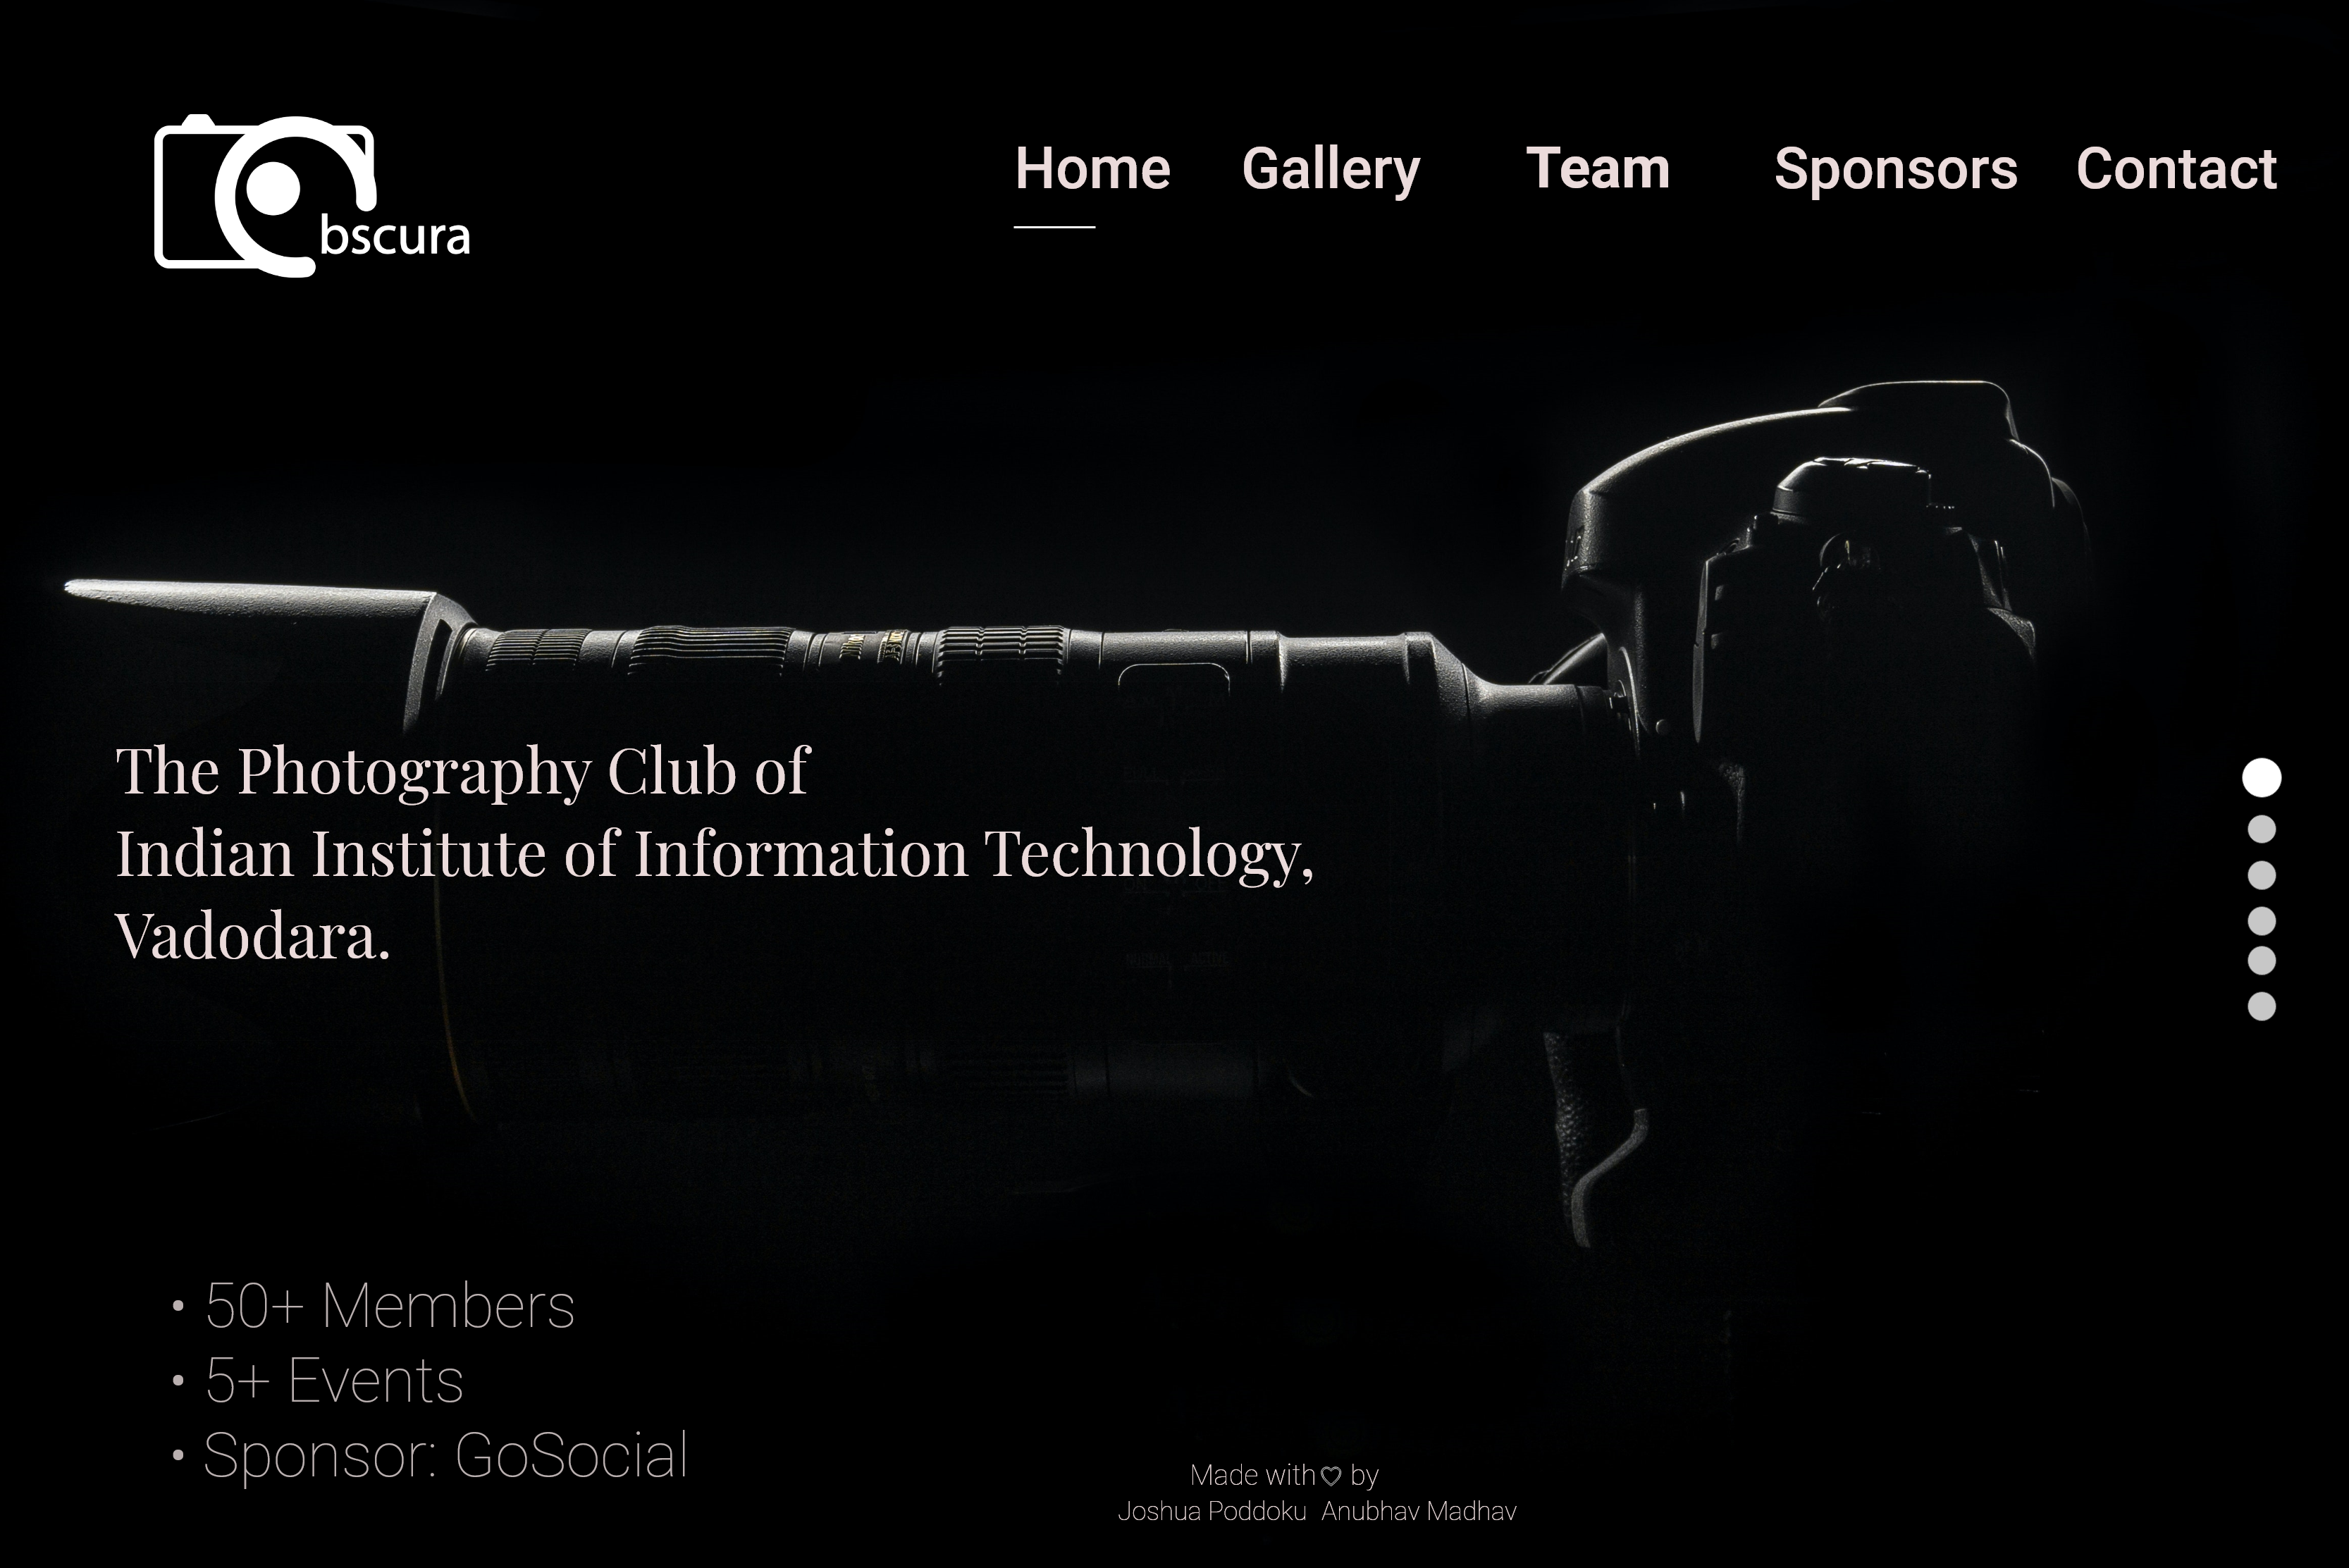 bscura
Home Gallery Team Sponsors Contact
The Photography Club of
Indian Institute of Information Technology,
Vadodara.
• 50+ Members
• 5+ Events
• Sponsor: GoSocial
Made with♡ by
Joshua Poddoku Anubhav Madhav